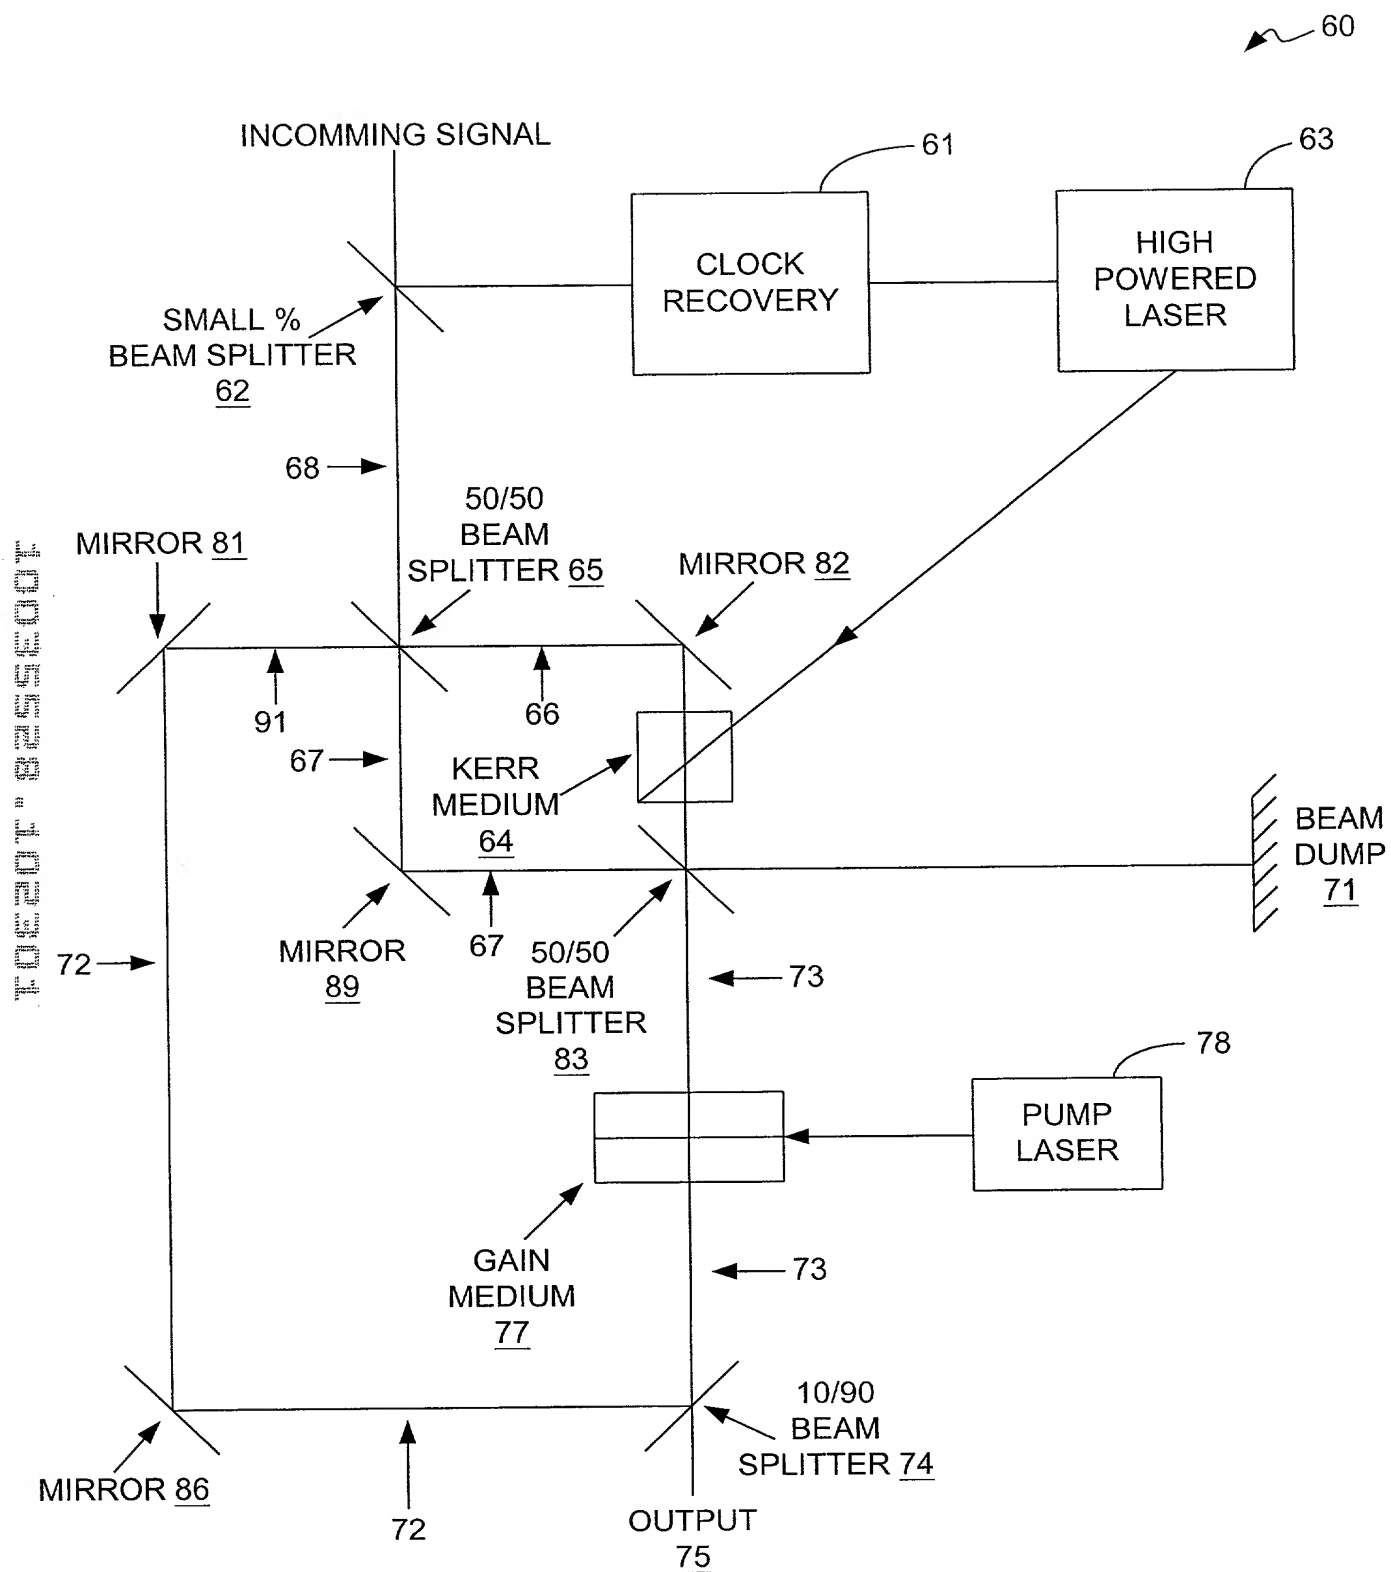 60
INCOMMING SIGNAL
61
63
CLOCK
RECOVERY
HIGH
POWERED
LASER
SMALL %
BEAM SPLITTER
62
68
50/50
BEAM
SPLITTER 65
MIRROR 81
MIRROR 82
91
66
67
KERR
MEDIUM
64
BEAM
DUMP
71
MIRROR
89
67
50/50
BEAM
SPLITTER
83
72
73
78
PUMP
LASER
GAIN
MEDIUM
77
73
10/90
BEAM
SPLITTER 74
MIRROR 86
72
OUTPUT
75